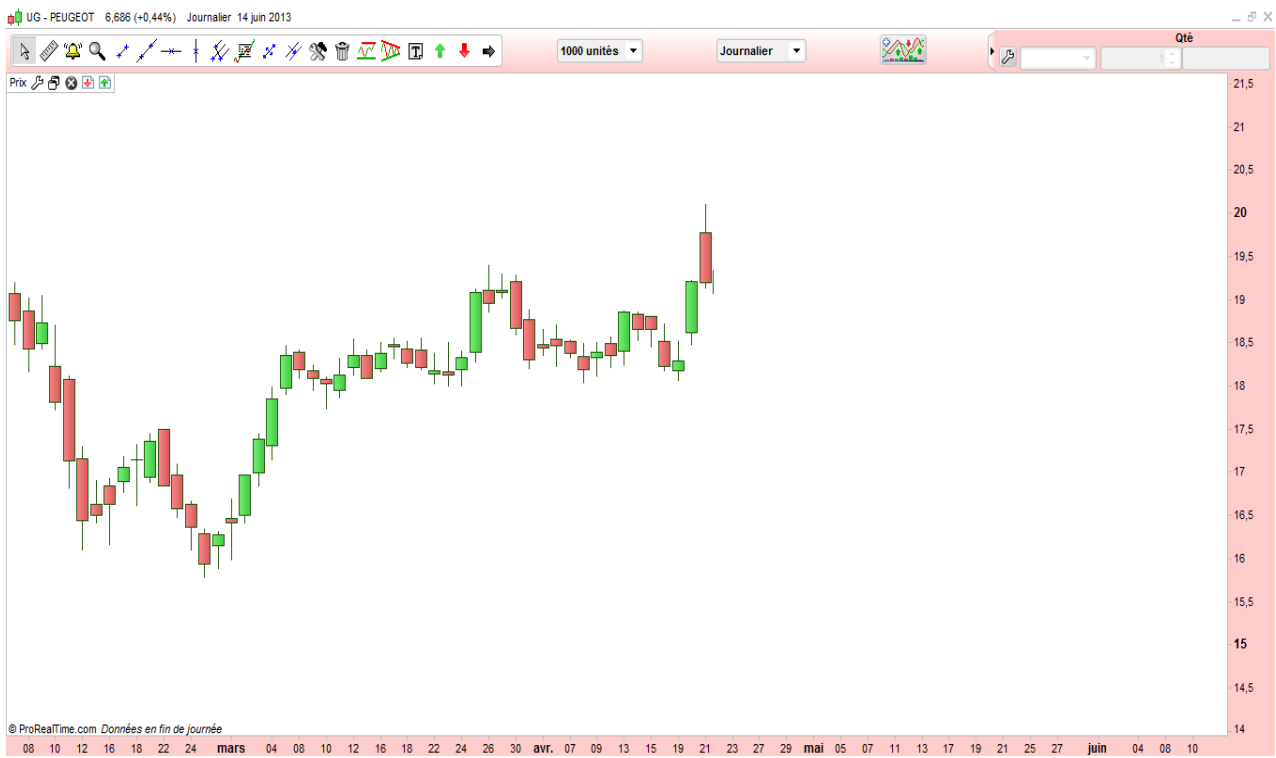 UG - PEUGEOT 6,686 (+0,44%) Journalier 14 juin 2013
1000 unités
Journalier
Qté
1
Prix
21,5
21
20,5
20
19,5
19
18,5
18
17,5
17
16,5
16
15,5
15
14,5
14
© ProRealTime.com Données en fin de journée
08 10 12 16 18 22 24 mars 04 08 10 12 16 18 22 24 26 30 avr. 07 09 13 15 19 21 23 27 29 mai 05 07 11 13 17 19 21 25 27 juin 04 08 10